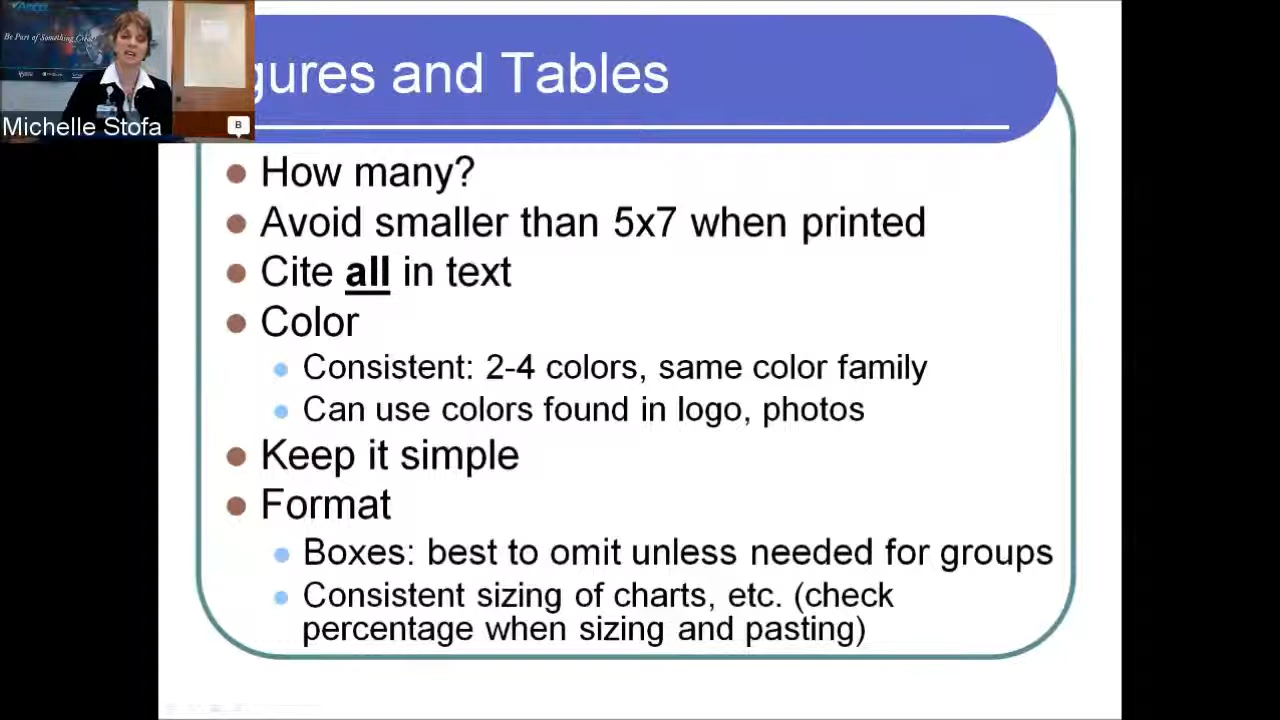 Be Part of Something
Michelle Stofa
B
gures and Tables
How many?
Avoid smaller than 5x7 when printed
Cite all in text
Color
Consistent: 2-4 colors, same color family
Can use colors found in logo, photos
Keep it simple
Format
Boxes: best to omit unless needed for groups
Consistent sizing of charts, etc. (check
percentage when sizing and pasting)